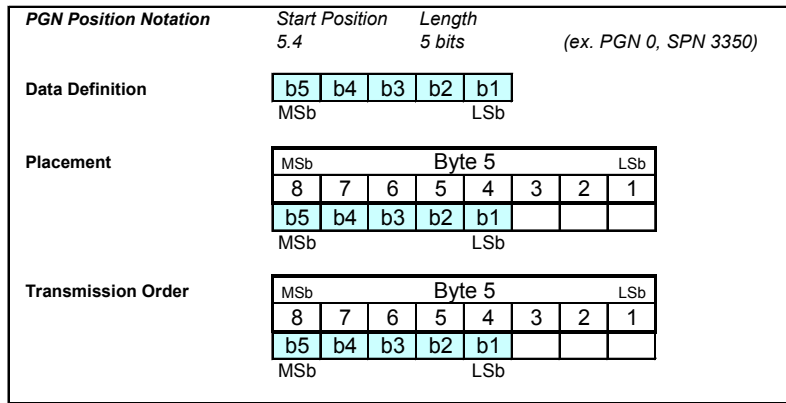 PGN Position Notation Start Position Length
5.4 5 bits (ex. PGN 0, SPN 3350)
Data Definition b5 b4 b3 b2 b1
MSb LSb
Placement MSb Byte 5 LSb
8 7 6 5 4 3 2 1
b5 b4 b3 b2 b1
MSb LSb
Transmission Order MSb Byte 5 LSb
8 7 6 5 4 3 2 1
b5 b4 b3 b2 b1
MSb LSb